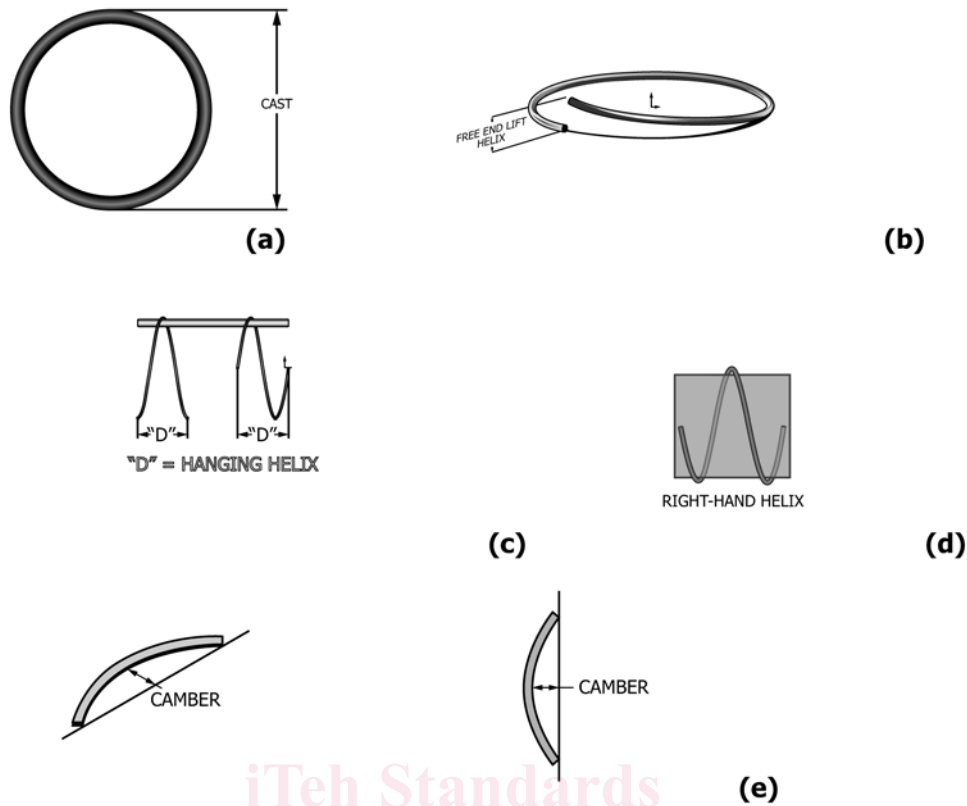 CAST
(a)
FREE END LIFT
HELIX
(b)
"D"
"D"
"D" = HANGING HELIX
(c)
RIGHT-HAND HELIX
(d)
CAMBER
CAMBER
(e)
iTeh Standards